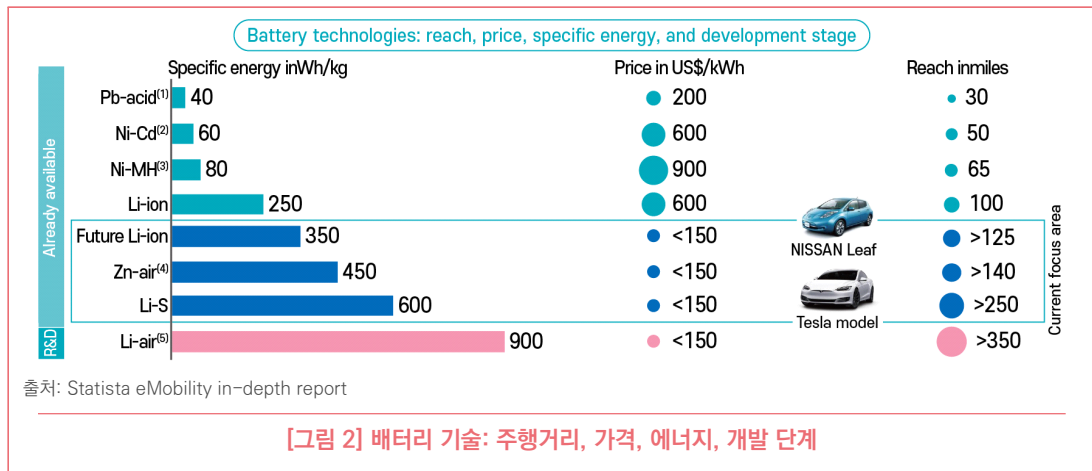 Battery technologies: reach, price, specific energy, and development stage
Specific energy inWh/kg Price in US$/kWh Reach inmiles
Already available
Pb-acid(1) 40 200 30
Ni-Cd(2) 60 600 50
Ni-MH(3) 80 900 65
Li-ion 250 600 100
Future Li-ion 350 <150 NISSAN Leaf >125
Zn-air(4) 450 <150 >140
Li-S 600 <150 Tesla model >250
Current focus area
R&D
Li-air(5) 900 <150 >350
출처: Statista eMobility in-depth report
[그림 2] 배터리 기술: 주행거리, 가격, 에너지, 개발 단계